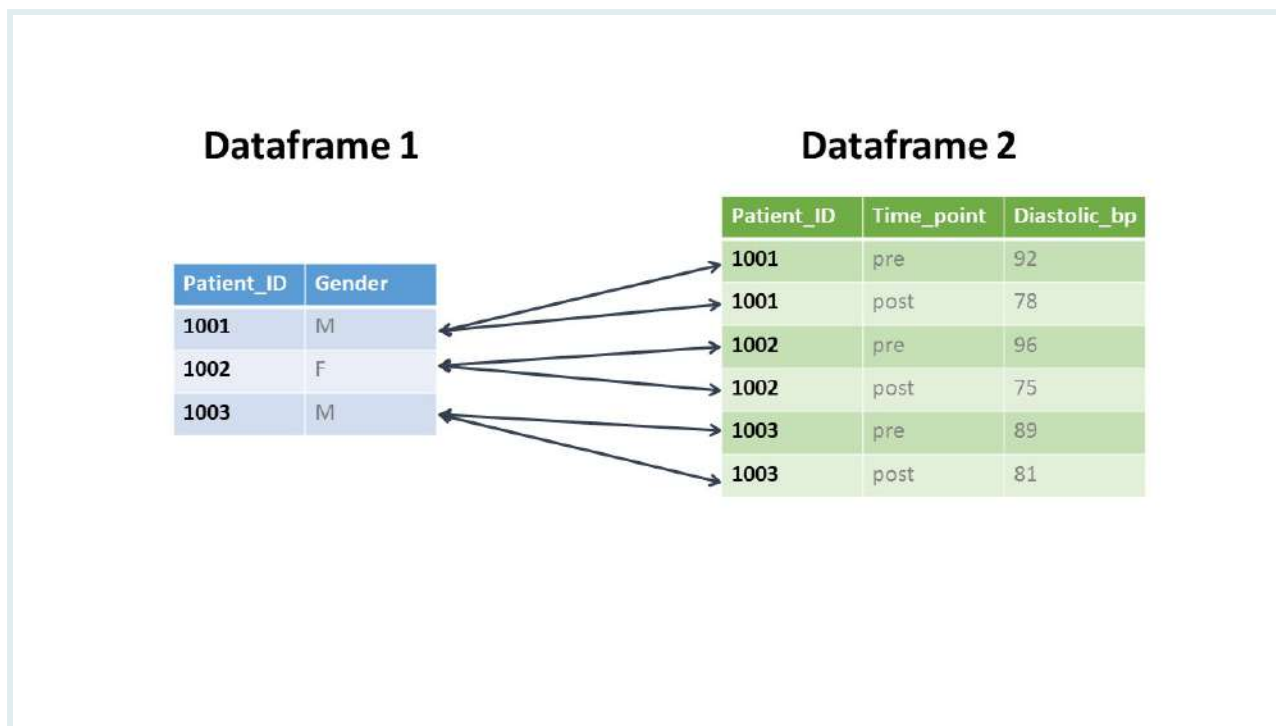 Dataframe 1
Patient_ID Gender
1001 M
1002 F
1003 M
Dataframe 2
Patient_ID Time_point Diastolic_bp
1001 pre 92
1001 post 78
1002 pre 96
1002 post 75
1003 pre 89
1003 post 81